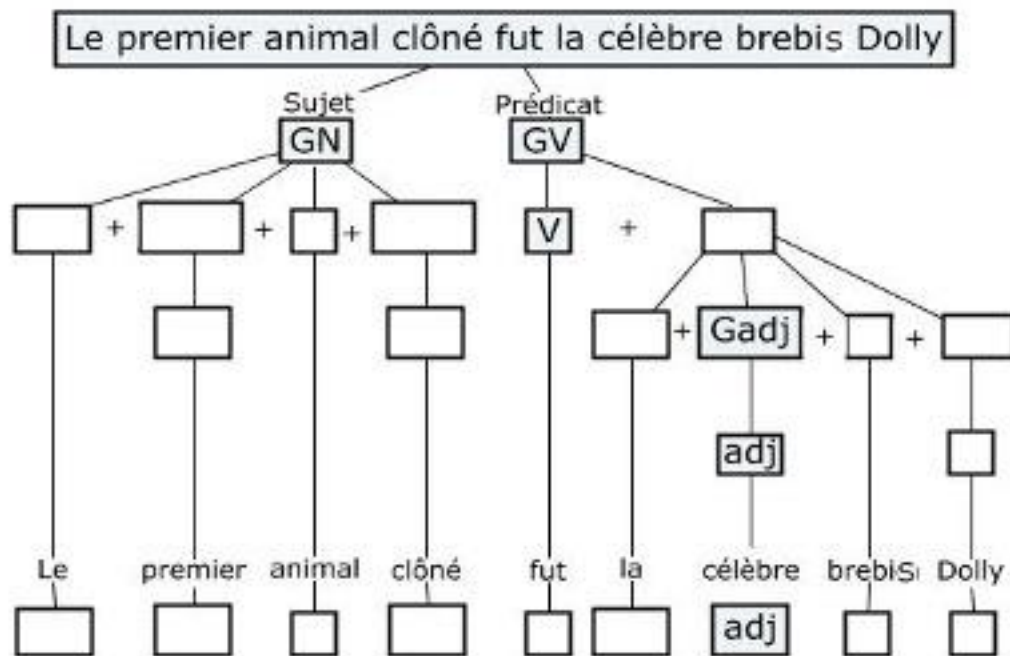 Le premier animal clôné fut la célèbre brebis Dolly
Sujet Prédicat
GN GV
+ + + V +
+ Gadj + +
adj
Le premier animal clôné fut la célèbre brebis Dolly
adj